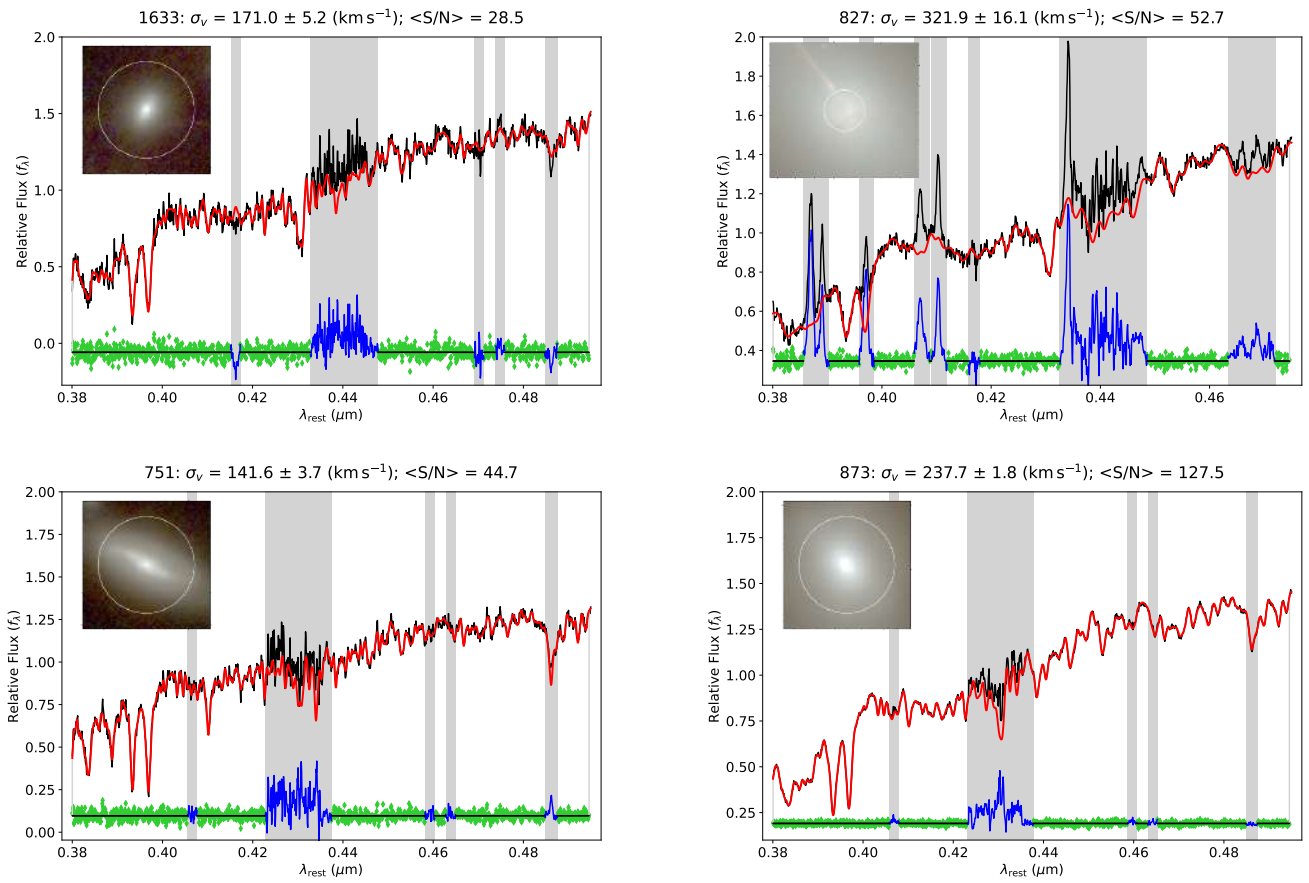 1633: σv = 171.0 ± 5.2 (km s−1); <S/N> = 28.5
2.0
1.5
1.0
0.5
0.0
Relative Flux (fλ)
0.38 0.40 0.42 0.44 0.46 0.48
λrest (μm)
827: σv = 321.9 ± 16.1 (km s−1); <S/N> = 52.7
2.0
1.8
1.6
1.4
1.2
1.0
0.8
0.6
0.4
Relative Flux (fλ)
0.38 0.40 0.42 0.44 0.46
λrest (μm)
751: σv = 141.6 ± 3.7 (km s−1); <S/N> = 44.7
2.00
1.75
1.50
1.25
1.00
0.75
0.50
0.25
0.00
Relative Flux (fλ)
0.38 0.40 0.42 0.44 0.46 0.48
λrest (μm)
873: σv = 237.7 ± 1.8 (km s−1); <S/N> = 127.5
2.00
1.75
1.50
1.25
1.00
0.75
0.50
0.25
Relative Flux (fλ)
0.38 0.40 0.42 0.44 0.46 0.48
λrest (μm)